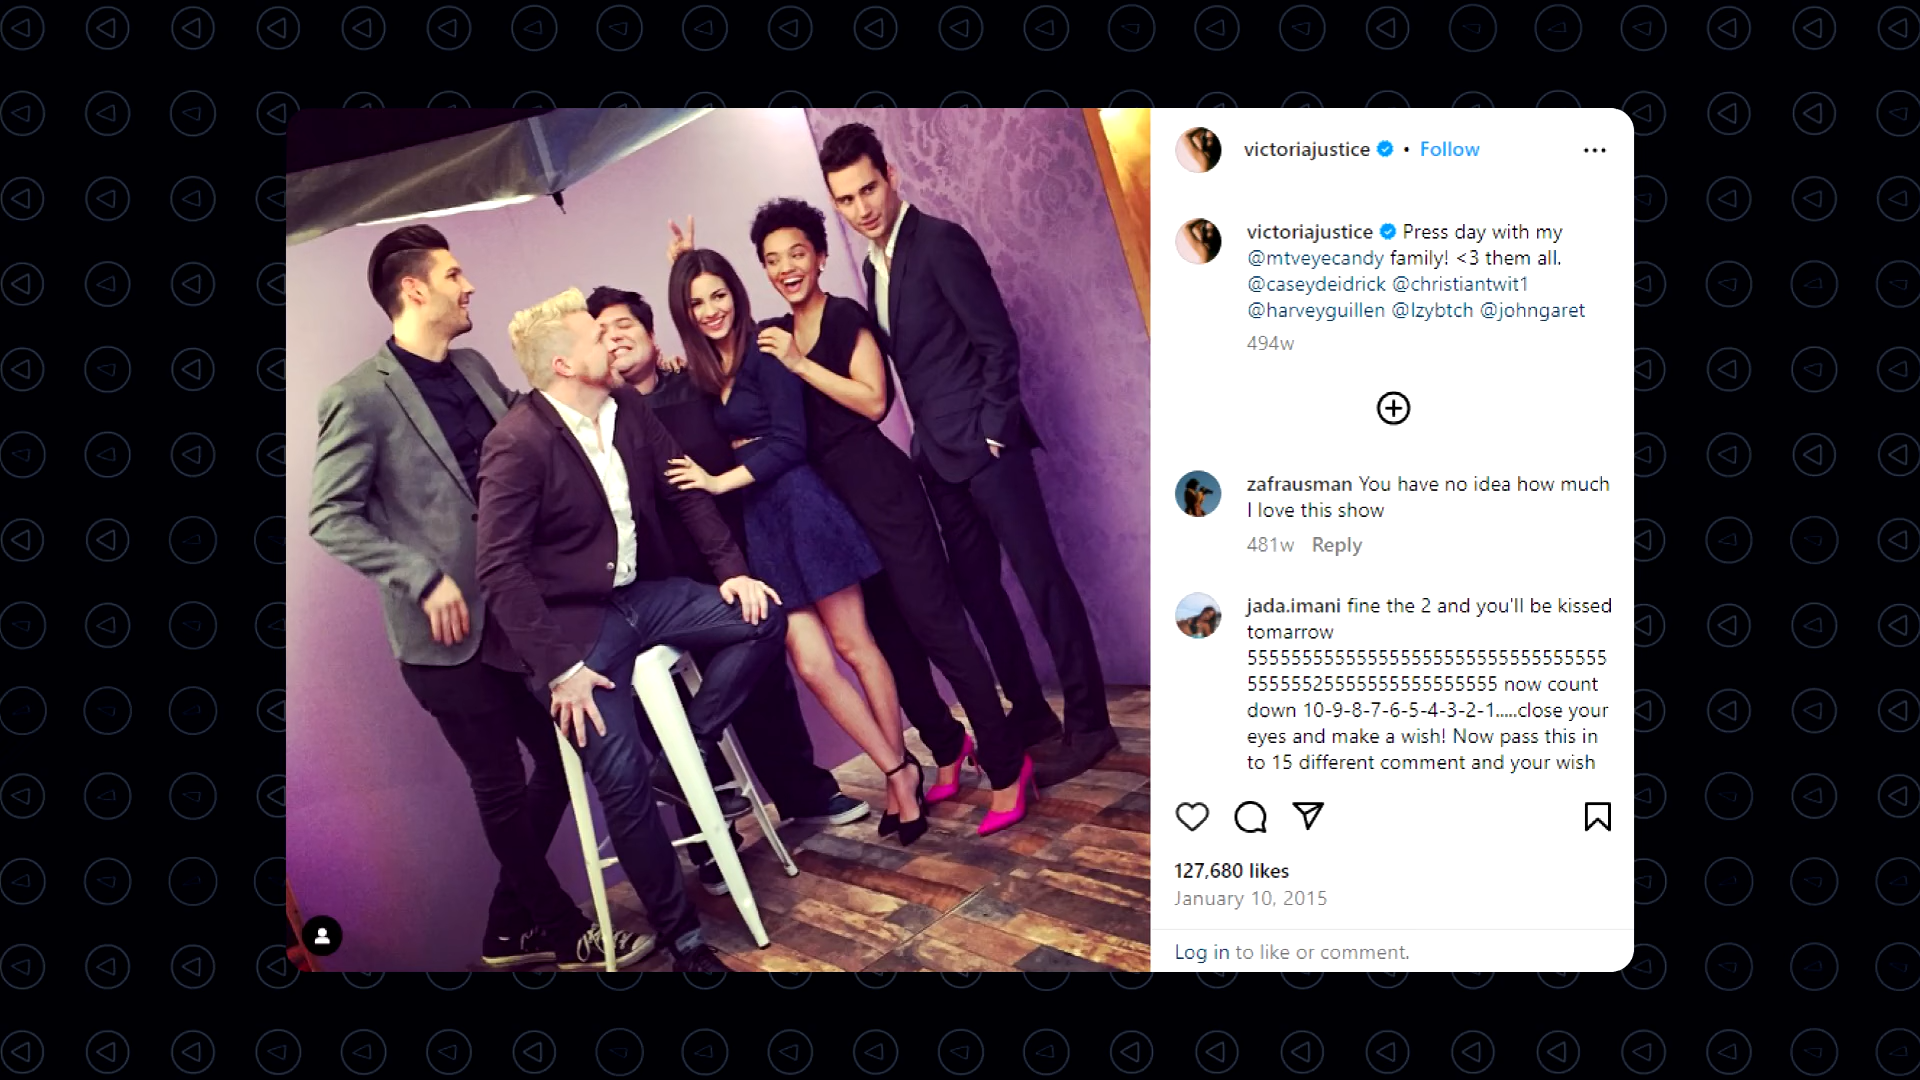 victoriajustice • Follow
victoriajustice Press day with my
@mtveyecandy family! <3 them all.
@caseydeidrick @christiantwit1
@harveyguillen @lzybtch @johngaret
494w
zafrausman You have no idea how much
I love this show
481w Reply
jada.imani fine the 2 and you'll be kissed
tomarrow
555555555555555555555555555555555
55555525555555555555555 now count
down 10-9-8-7-6-5-4-3-2-1.....close your
eyes and make a wish! Now pass this in
to 15 different comment and your wish
127,680 likes
January 10, 2015
Log in to like or comment.